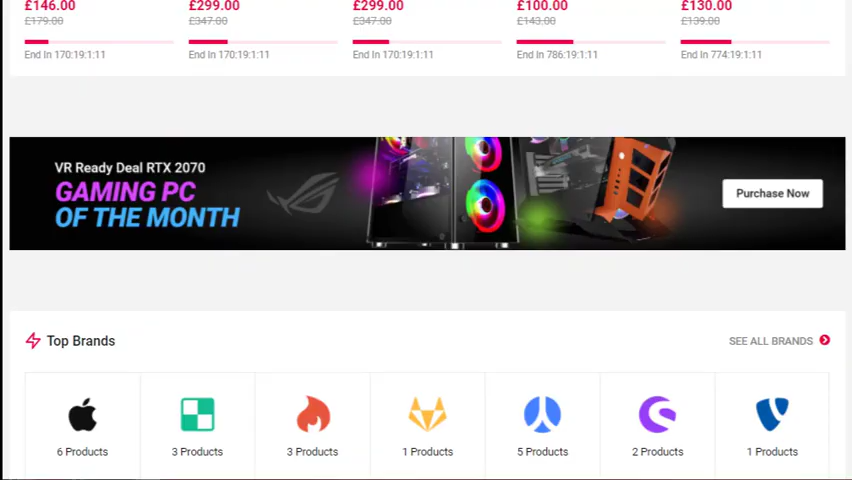 £146.00 £299.00 £299.00 £100.00 £130.00
£179.00 £347.00 £347.00 £143.00 £139.00
End In 170:19:1:11 End In 170:19:1:11 End In 170:19:1:11 End In 786:19:1:11 End In 774:19:1:11
VR Ready Deal RTX 2070
GAMING PC
OF THE MONTH
Purchase Now
Top Brands
SEE ALL BRANDS
6 Products 3 Products 3 Products 1 Products 5 Products 2 Products 1 Products